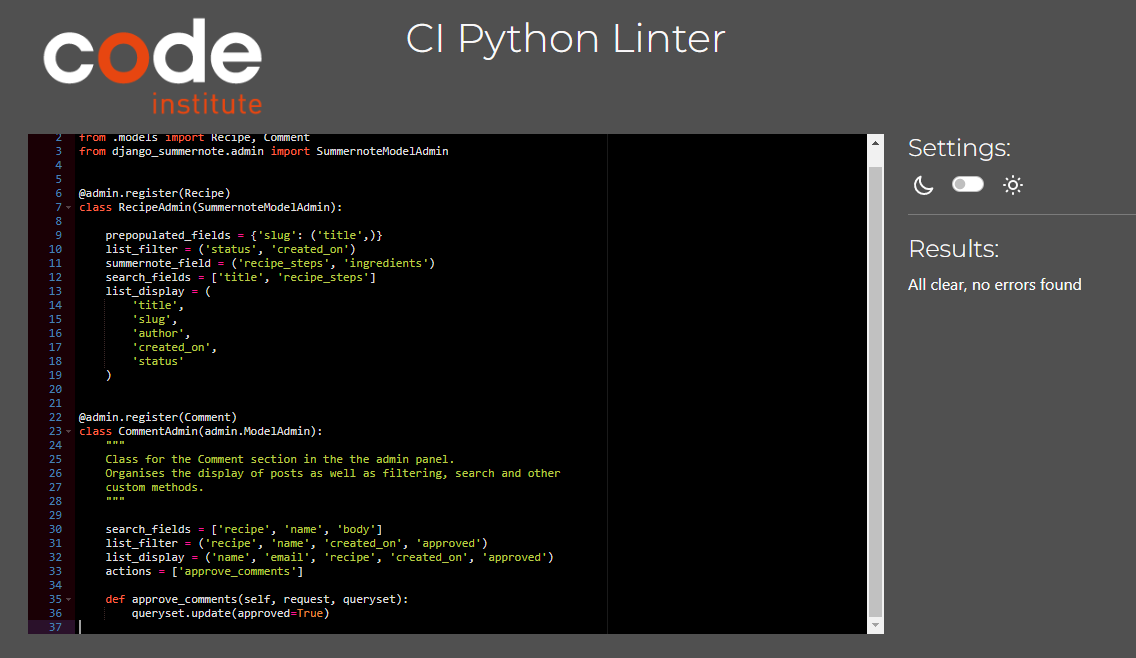 code
institute
CI Python Linter
2 from .models import Recipe, Comment
3 from django_summernote.admin import SummernoteModelAdmin
4
5
6 @admin.register(Recipe)
7 class RecipeAdmin(SummernoteModelAdmin):
8
9     prepopulated_fields = {'slug': ('title',)}
10     list_filter = ('status', 'created_on')
11     summernote_field = ('recipe_steps', 'ingredients')
12     search_fields = ['title', 'recipe_steps']
13     list_display = (
14         'title',
15         'slug',
16         'author',
17         'created_on',
18         'status'
19     )
20
21
22 @admin.register(Comment)
23 class CommentAdmin(admin.ModelAdmin):
24     """
25     Class for the Comment section in the the admin panel.
26     Organises the display of posts as well as filtering, search and other
27     custom methods.
28     """
29
30     search_fields = ['recipe', 'name', 'body']
31     list_filter = ('recipe', 'name', 'created_on', 'approved')
32     list_display = ('name', 'email', 'recipe', 'created_on', 'approved')
33     actions = ['approve_comments']
34
35     def approve_comments(self, request, queryset):
36         queryset.update(approved=True)
37
Settings:
Results:
All clear, no errors found